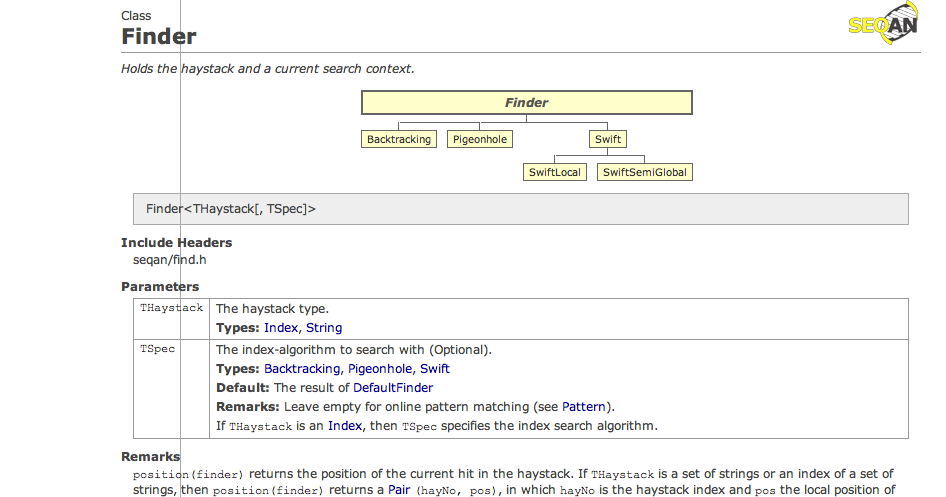 Class
SEQAN
Finder
Holds the haystack and a current search context.
Finder
Backtracking Pigeonhole Swift
SwiftLocal SwiftSemiGlobal
Finder<THaystack[, TSpec]>
Include Headers
seqan/find.h
Parameters
THaystack The haystack type.
Types: Index, String
TSpec The index-algorithm to search with (Optional).
Types: Backtracking, Pigeonhole, Swift
Default: The result of DefaultFinder
Remarks: Leave empty for online pattern matching (see Pattern).
If THaystack is an Index, then TSpec specifies the index search algorithm.
Remarks
position(finder) returns the position of the current hit in the haystack. If THaystack is a set of strings or an index of a set of
strings, then position(finder) returns a Pair (hayNo, pos), in which hayNo is the haystack index and pos the local position of